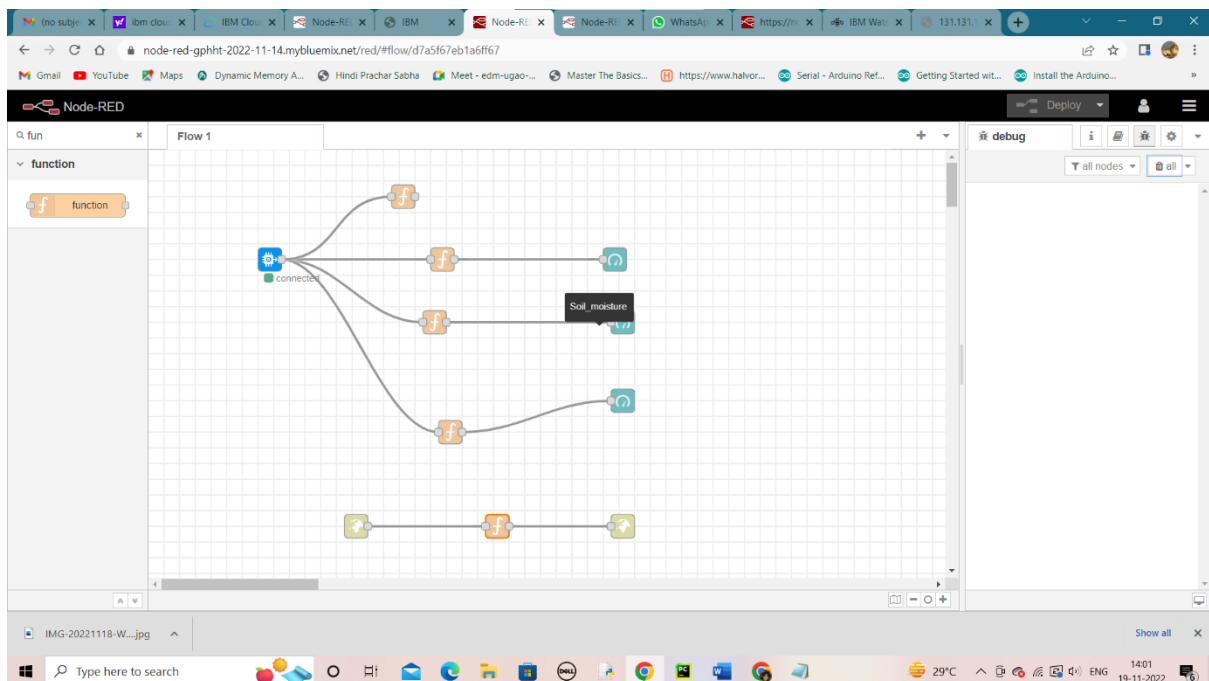 (no subje
ibm clou
IBM Clou
Node-RE
IBM
Node-RE
Node-RE
WhatsAp
https://no
IBM Wats
131.131.1
node-red-gphht-2022-11-14.mybluemix.net/red/#flow/d7a5f67eb1a6ff67
Gmail
YouTube
Maps
Dynamic Memory A...
Hindi Prachar Sabha
Meet - edm-ugao-...
Master The Basics...
https://www.halvor...
Serial - Arduino Ref...
Getting Started wit...
Install the Arduino...
Node-RED
Deploy
fun
Flow 1
debug
function
all nodes
all
function
connected
Soil_moisture
IMG-20221118-W....jpg
Show all
Type here to search
29°C
ENG
14:01
19-11-2022